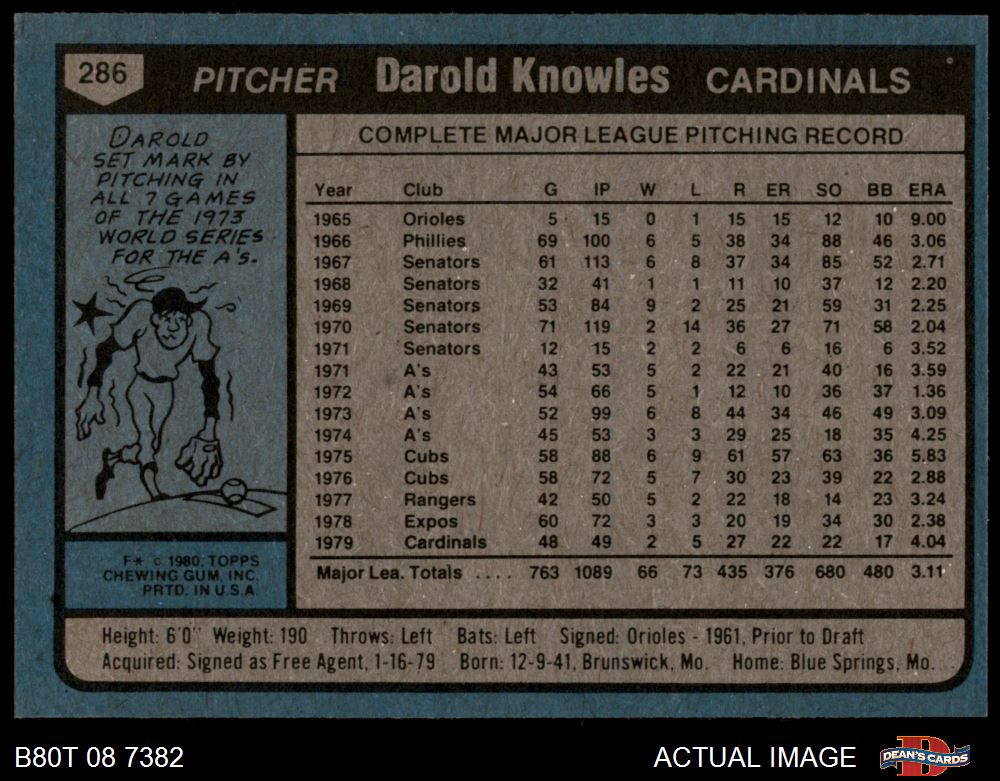 286 PITCHER Darold Knowles CARDINALS
DAROLD
SET MARK BY
PITCHING IN
ALL 7 GAMES
OF THE 1973
WORLD SERIES
FOR THE A's.
F* © 1980 TOPPS
CHEWING GUM, INC.
PRTD. IN U.S.A
COMPLETE MAJOR LEAGUE PITCHING RECORD
Year Club G IP W L R ER SO BB ERA
1965 Orioles 5 15 0 1 15 15 12 10 9.00
1966 Phillies 69 100 6 5 38 34 88 46 3.06
1967 Senators 61 113 6 8 37 34 85 52 2.71
1968 Senators 32 41 1 1 11 10 37 12 2.20
1969 Senators 53 84 9 2 25 21 59 31 2.25
1970 Senators 71 119 2 14 36 27 71 58 2.04
1971 Senators 12 15 2 2 6 6 16 6 3.52
1971 A's 43 53 5 2 22 21 40 16 3.59
1972 A's 54 66 5 1 12 10 36 37 1.36
1973 A's 52 99 6 8 44 34 46 49 3.09
1974 A's 45 53 3 3 29 25 18 35 4.25
1975 Cubs 58 88 6 9 61 57 63 36 5.83
1976 Cubs 58 72 5 7 30 23 39 22 2.88
1977 Rangers 42 50 5 2 22 18 14 23 3.24
1978 Expos 60 72 3 3 20 19 34 30 2.38
1979 Cardinals 48 49 2 5 27 22 22 17 4.04
Major Lea. Totals .... 763 1089 66 73 435 376 680 480 3.11
Height: 6'0" Weight: 190 Throws: Left Bats: Left Signed: Orioles - 1961, Prior to Draft
Acquired: Signed as Free Agent, 1-16-79 Born: 12-9-41, Brunswick, Mo. Home: Blue Springs, Mo.
B80T 08 7382 ACTUAL IMAGE D DEAN'S CARDS